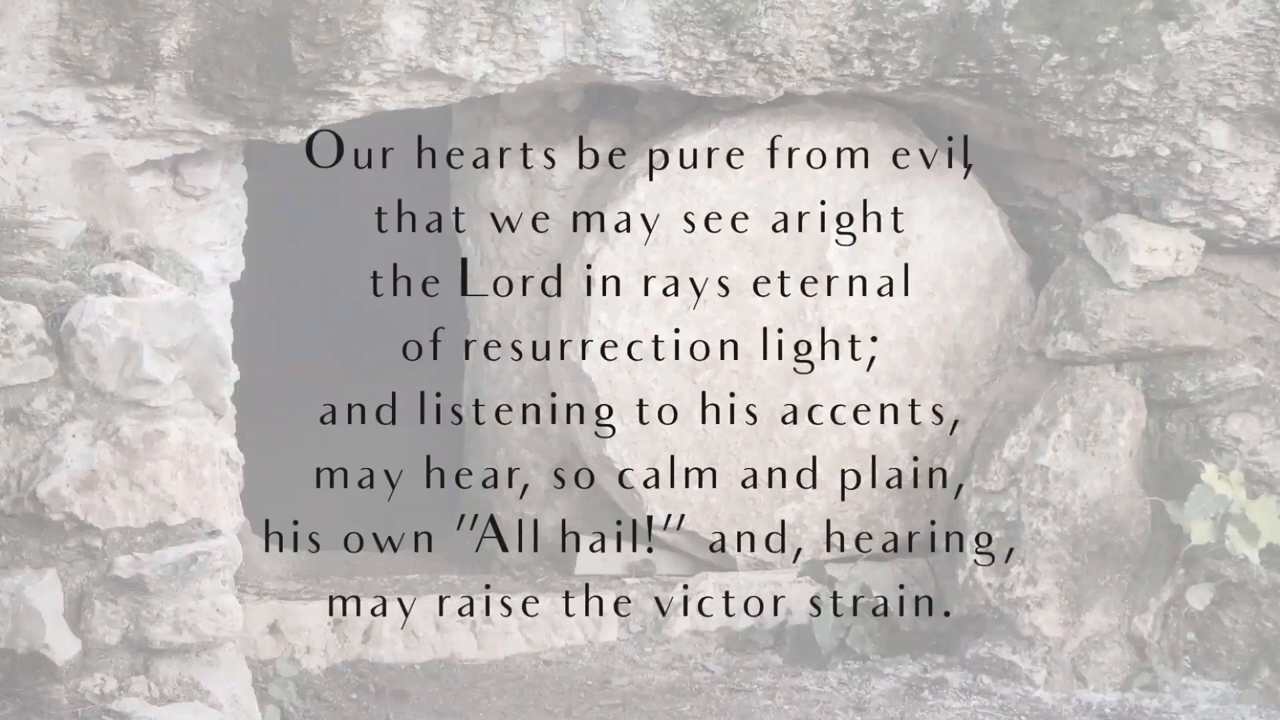 Our hearts be pure from evil,
that we may see aright
the Lord in rays eternal
of resurrection light;
and listening to his accents,
may hear, so calm and plain,
his own "All hail!" and, hearing,
may raise the victor strain.